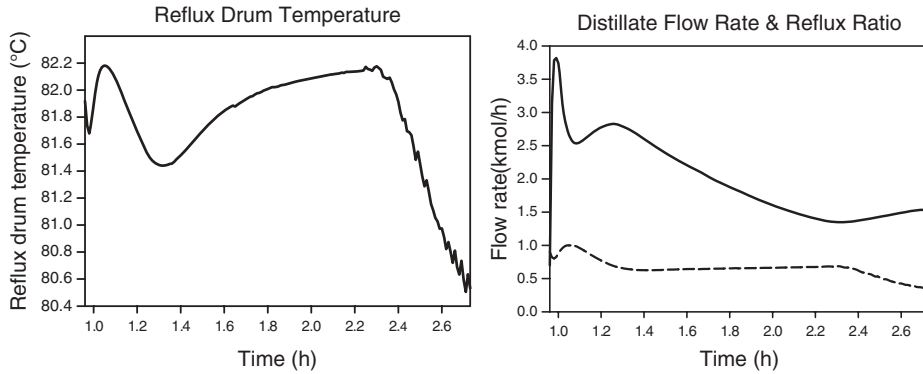 Reflux Drum Temperature
Reflux drum temperature (°C)
82.2
82.0
81.8
81.4
81.2
80.0
80.8
80.6
80.4
1.0 1.2 1.4 1.6 1.8 2.0 2.2 2.4 2.6
Time (h)
Distillate Flow Rate & Reflux Ratio
Flow rate(kmol/h)
4.0
3.5
3.0
2.5
2.0
1.5
1.0
0.5
0.0
1.0 1.2 1.4 1.6 1.8 2.0 2.2 2.4 2.6
Time (h)